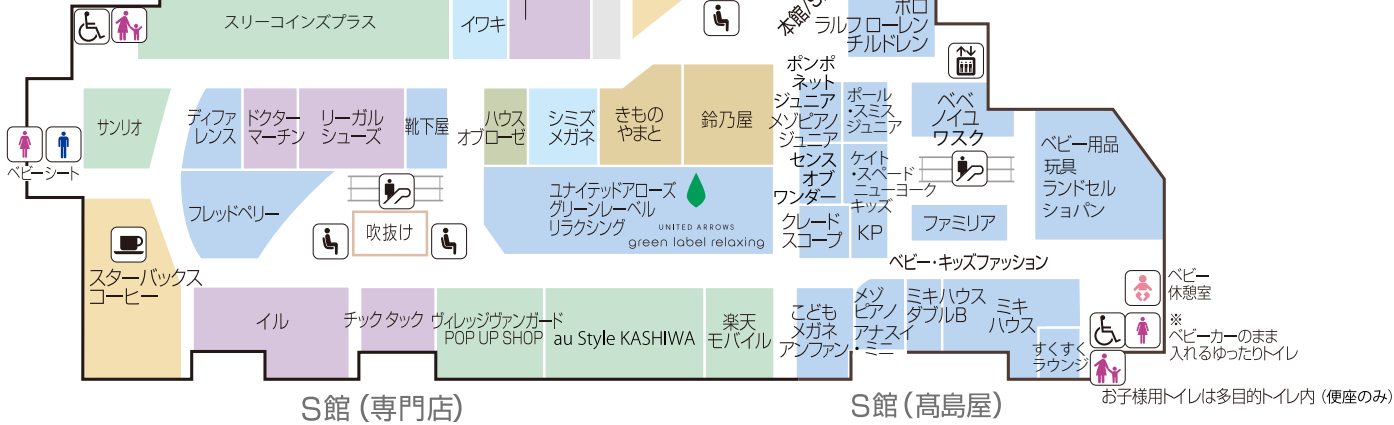 スリーコインズプラス
イワキ
本館/S
ポロ
ラルフ ローレン
チルドレン
サンリオ
ディファ
レンス
ドクター
マーチン
リーガル
シューズ
靴下屋
ハウス
オブローゼ
シミズ
メガネ
きもの
やまと
鈴乃屋
ポンポ
ネット
ジュニア
メゾピアノ
ジュニア
ポール
・スミス
ジュニア
べべ
ノイユ
ワスク
ベビー用品
玩具
ランドセル
ショパン
ベビーシート
フレッドペリー
吹抜け
ユナイテッドアローズ
グリーンレーベル
リラクシング
UNITED ARROWS
green label relaxing
センス
オブ
ワンダー
ケイト
・スペード
ニューヨーク
キッズ
クレード
スコープ
KP
ファミリア
ベビー・キッズファッション
スターバックス
コーヒー
イル
チックタック
ヴィレッジヴァンガード
POP UP SHOP
au Style KASHIWA
楽天
モバイル
こども
メガネ
アンファン
メゾ
ピアノ
アナスイ
・ミニ
ミキハウス
ダブルB
ミキ
ハウス
すくすく
ラウンジ
ベビー
休憩室
※
ベビーカーのまま
入れるゆったりトイレ
お子様用トイレは多目的トイレ内（便座のみ）
S館（専門店）
S館（髙島屋）